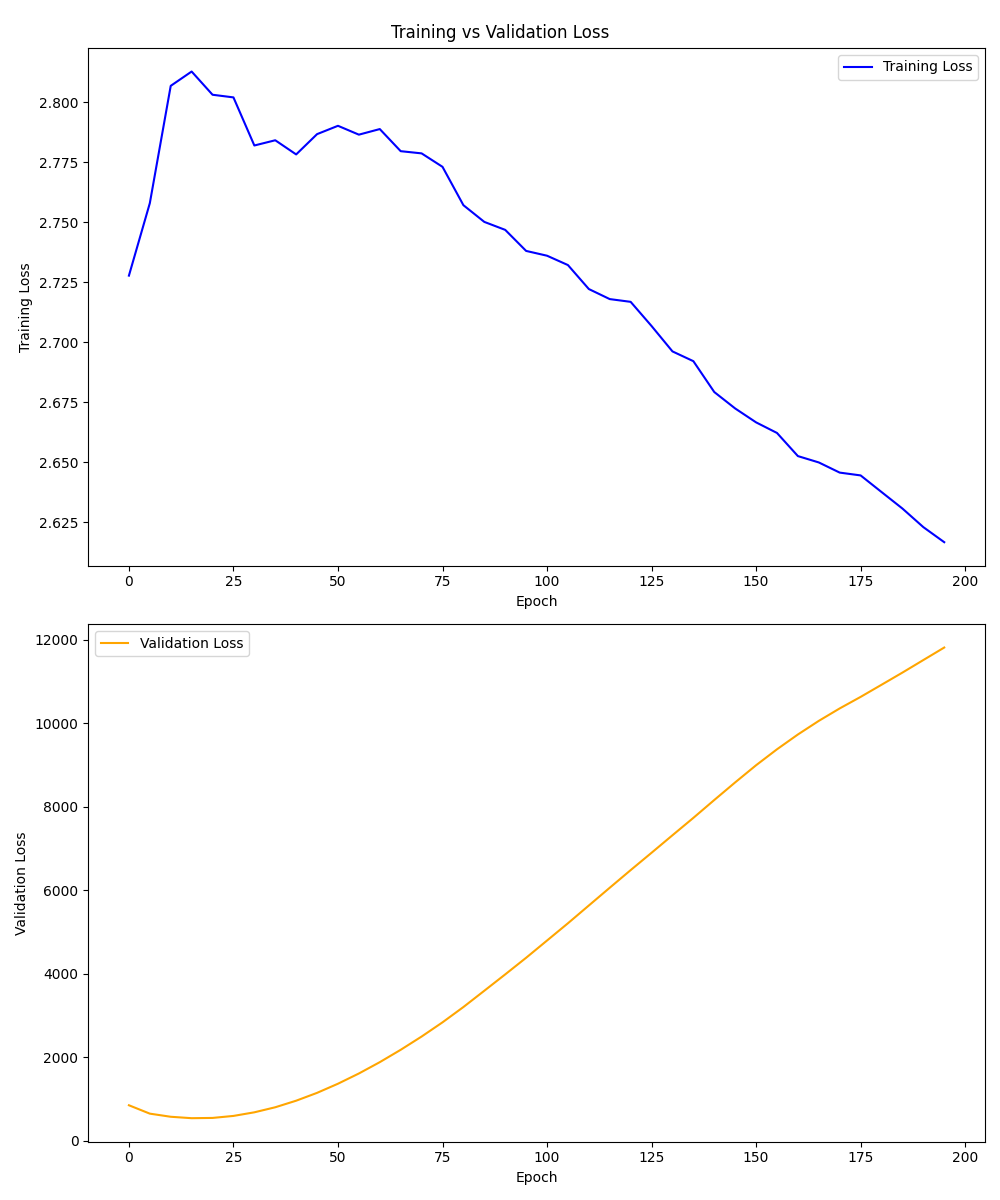 Training vs Validation Loss
Training Loss
Training Loss
2.800
2.775
2.750
2.725
2.700
2.675
2.650
2.625
0 25 50 75 100 125 150 175 200
Epoch
Validation Loss
Validation Loss
12000
10000
8000
6000
4000
2000
0
0 25 50 75 100 125 150 175 200
Epoch